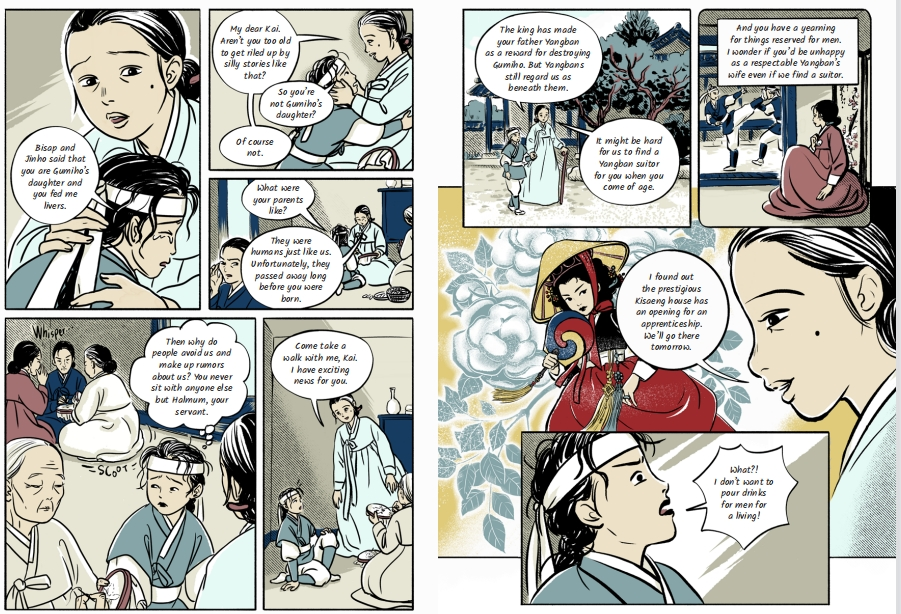 Bisap and
Jinho said that
you are Gumiho's
daughter and
you fed me
livers.
My dear Kai.
Aren't you too old
to get riled up by
silly stories like
that?
So you're
not Gumiho's
daughter?
Of course
not.
What were
your parents
like?
They were
humans just like us.
Unfortunately, they
passed away long
before you were
born.
Whisper
Then why do
people avoid us and
make up rumors
about us? You never
sit with anyone else
but Halmum, your
servant.
SCOOT
Come take a
walk with me, Kai.
I have exciting
news for you.
The king has made
your father Yangban
as a reward for destroying
Gumiho. But Yangbans
still regard us as
beneath them.
It might be hard
for us to find a
Yangban suitor
for you when you
come of age.
And you have a yearning
for things reserved for men.
I wonder if you'd be unhappy
as a respectable Yangban's
wife even if we find a suitor.
I found out
the prestigious
Kisaeng house has
an opening for an
apprenticeship.
We'll go there
tomorrow.
What?!
I don't want to
pour drinks
for men for
a living!